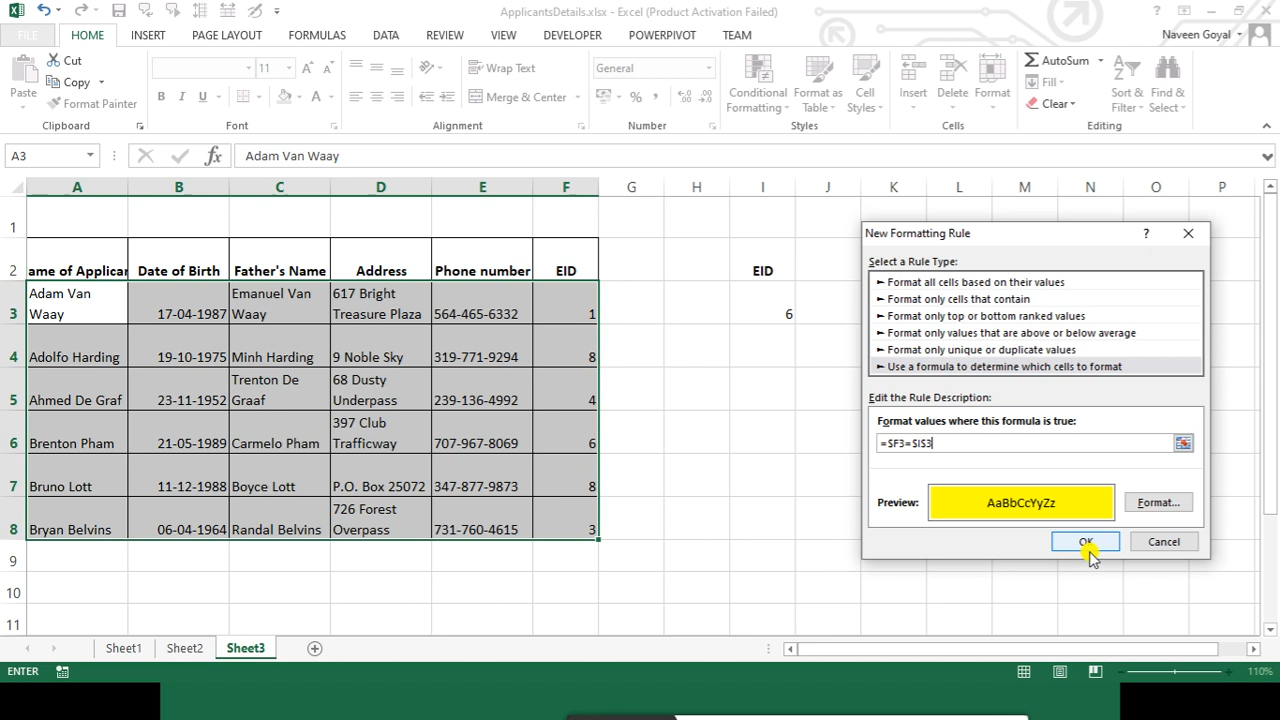 ApplicantsDetails.xlsx - Excel (Product Activation Failed)
FILE HOME INSERT PAGE LAYOUT FORMULAS DATA REVIEW VIEW DEVELOPER POWERPIVOT TEAM Naveen Goyal
Paste
Cut
Copy
Format Painter
Clipboard
11
B I U
Font
Wrap Text
Merge & Center
Alignment
General
%
Number
Conditional Formatting
Format as Table
Cell Styles
Styles
Insert Delete Format
Cells
AutoSum
Fill
Clear
Sort & Filter
Find & Select
Editing
A3 fx Adam Van Waay
A B C D E F G H I J K L M N O P
1
2 ame of Applicar Date of Birth Father's Name Address Phone number EID EID
3 Adam Van Waay 17-04-1987 Emanuel Van Waay 617 Bright Treasure Plaza 564-465-6332 1 6
4 Adolfo Harding 19-10-1975 Minh Harding 9 Noble Sky 319-771-9294 8
5 Ahmed De Graf 23-11-1952 Trenton De Graaf 68 Dusty Underpass 239-136-4992 4
6 Brenton Pham 21-05-1989 Carmelo Pham 397 Club Trafficway 707-967-8069 6
7 Bruno Lott 11-12-1988 Boyce Lott P.O. Box 25072 347-877-9873 8
8 Bryan Belvins 06-04-1964 Randal Belvins 726 Forest Overpass 731-760-4615 3
9
10
11
New Formatting Rule ?
Select a Rule Type:
► Format all cells based on their values
► Format only cells that contain
► Format only top or bottom ranked values
► Format only values that are above or below average
► Format only unique or duplicate values
► Use a formula to determine which cells to format
Edit the Rule Description:
Format values where this formula is true:
=$F3=$I$3
Preview: AaBbCcYyZz Format...
OK Cancel
Sheet1 Sheet2 Sheet3
ENTER 110%